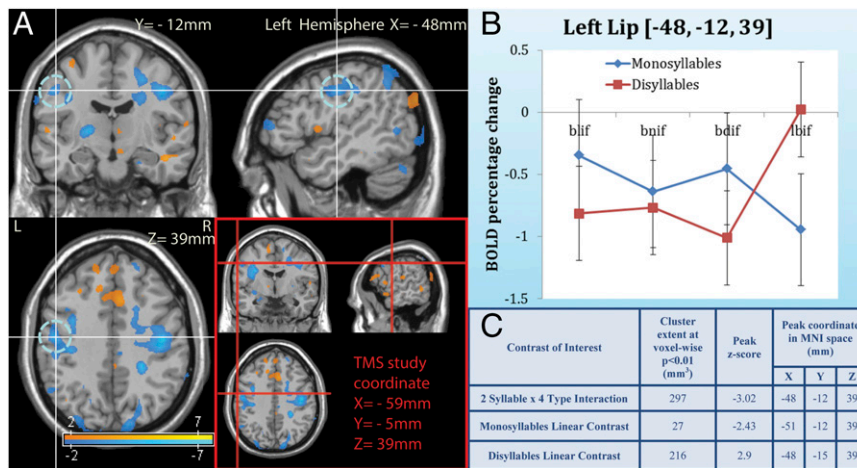 A
Y= - 12mm
Left Hemisphere X= - 48mm
L
R
Z= 39mm
2 7
-2 -7
TMS study
coordinate
X= - 59mm
Y= - 5mm
Z= 39mm
B
Left Lip [-48, -12, 39]
BOLD percentage change
0.5
0
-0.5
-1
-1.5
Monosyllables
Disyllables
blif bnif bdif lbif
C
Contrast of Interest
Cluster
extent at
voxel-wise
p<0.01
(mm³)
Peak
z-score
Peak coordinate
in MNI space
(mm)
X Y Z
2 Syllable x 4 Type Interaction 297 -3.02 -48 -12 39
Monosyllables Linear Contrast 27 -2.43 -51 -12 39
Disyllables Linear Contrast 216 2.9 -48 -15 39